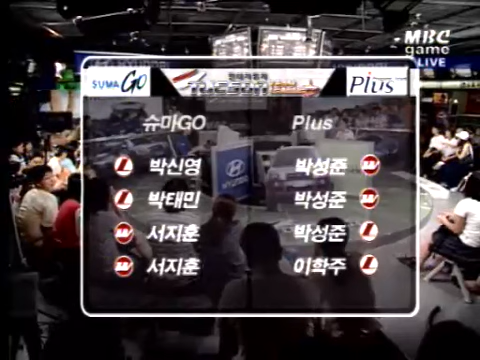 MBC
game
LIVE
SUMA GO
Plus
슈마GO Plus
박신영 박성준
박태민 박성준
서지훈 박성준
서지훈 이학주
HYUNDAI